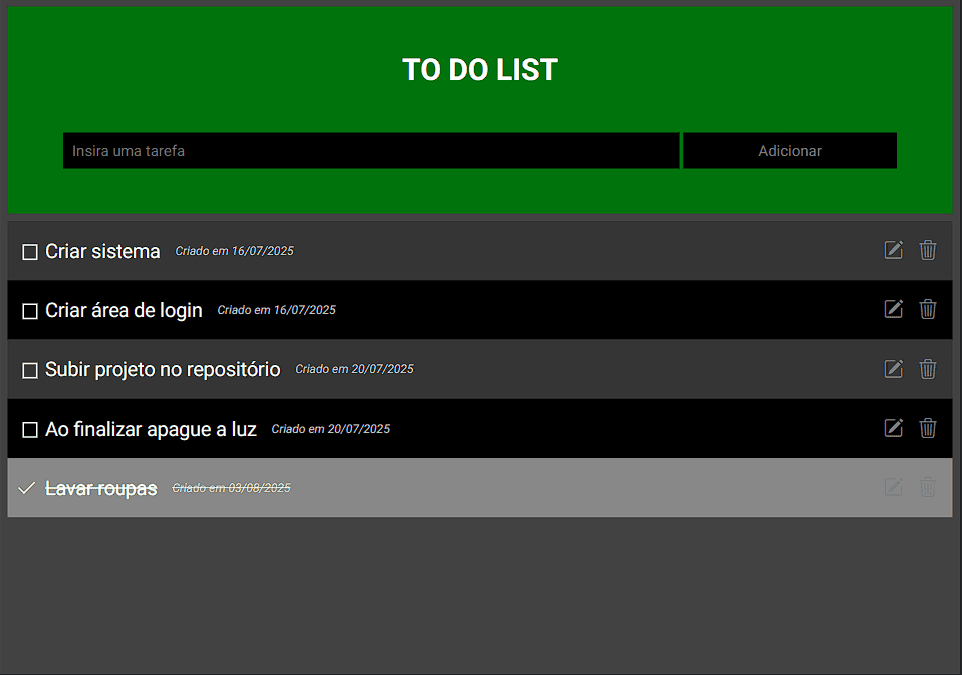 TO DO LIST
Insira uma tarefa Adicionar
Criar sistema Criado em 16/07/2025
Criar área de login Criado em 16/07/2025
Subir projeto no repositório Criado em 20/07/2025
Ao finalizar apague a luz Criado em 20/07/2025
Lavar roupas Criado em 03/08/2025